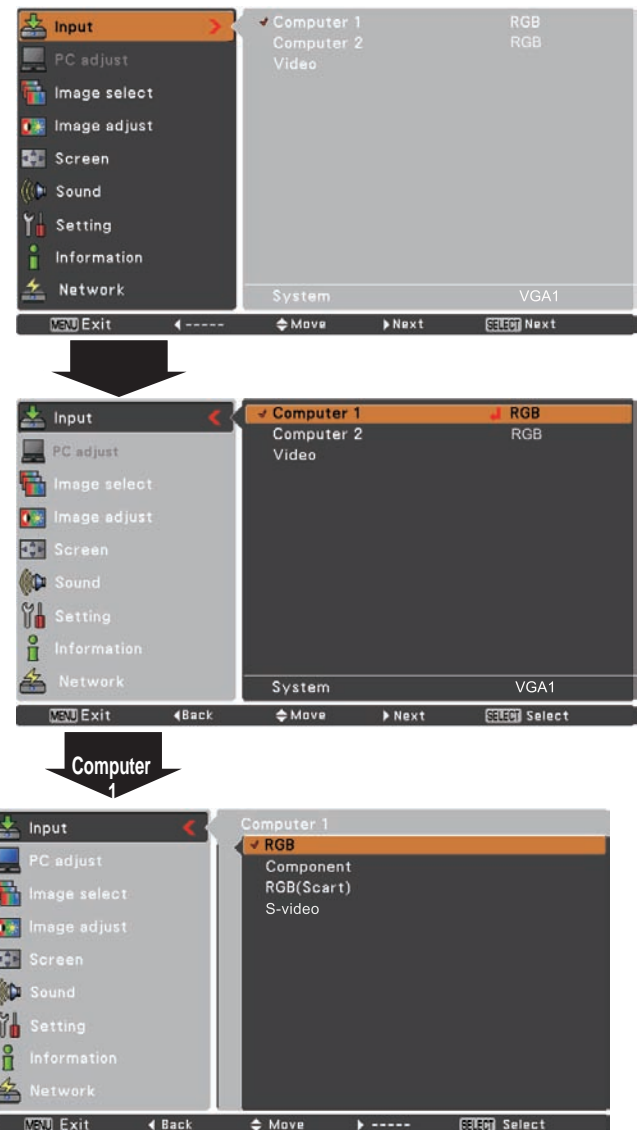 Input
PC adjust
Image select
Image adjust
Screen
Sound
Setting
Information
Network
Computer 1 RGB
Computer 2 RGB
Video
System VGA1
MENU Exit ----- Move Next SELECT Next
Input
PC adjust
Image select
Image adjust
Screen
Sound
Setting
Information
Network
Computer 1 RGB
Computer 2 RGB
Video
System VGA1
MENU Exit Back Move Next SELECT Select
Computer
1
Input
PC adjust
Image select
Image adjust
Screen
Sound
Setting
Information
Network
Computer 1
RGB
Component
RGB(Scart)
S-video
MENU Exit Back Move ----- SELECT Select